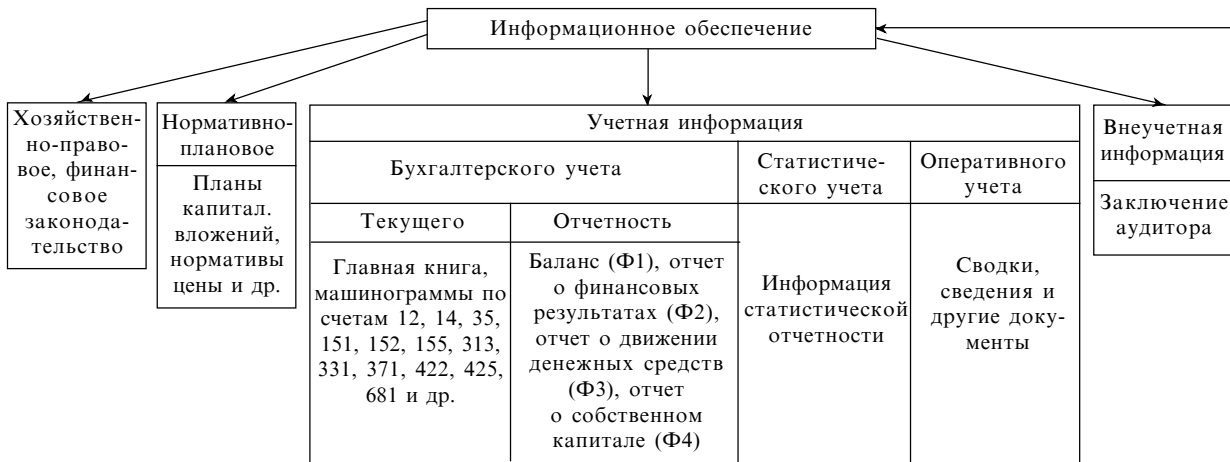 Информационное обеспечение
Хозяйствен-
но-право-
вое, финан-
совое
законода-
тельство
Нормативно-
плановое
Планы
капитал.
вложений,
нормативы
цены и др.
Учетная информация
Бухгалтерского учета
Текущего
Главная книга,
машинограммы по
счетам 12, 14, 35,
151, 152, 155, 313,
331, 371, 422, 425,
681 и др.
Отчетность
Баланс (Ф1), отчет
о финансовых
результатах (Ф2),
отчет о движении
денежных средств
(Ф3), отчет
о собственном
капитале (Ф4)
Статистиче-
ского учета
Информация
статистической
отчетности
Оперативного
учета
Сводки,
сведения и
другие доку-
менты
Внеучетная
информация
Заключение
аудитора